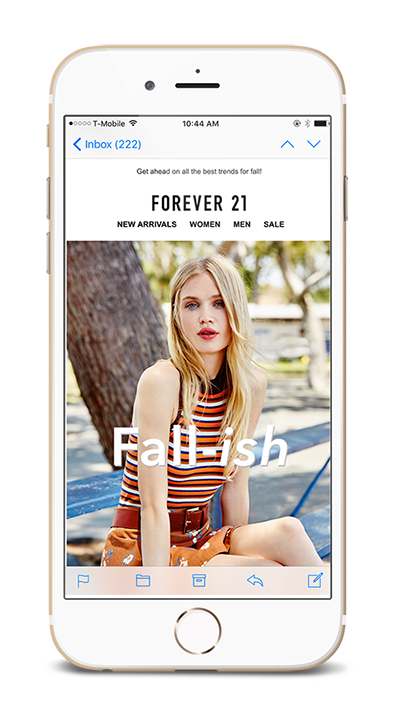 T-Mobile 10:44 AM
Inbox (222)
Get ahead on all the best trends for fall!
FOREVER 21
NEW ARRIVALS WOMEN MEN SALE
Fall-ish